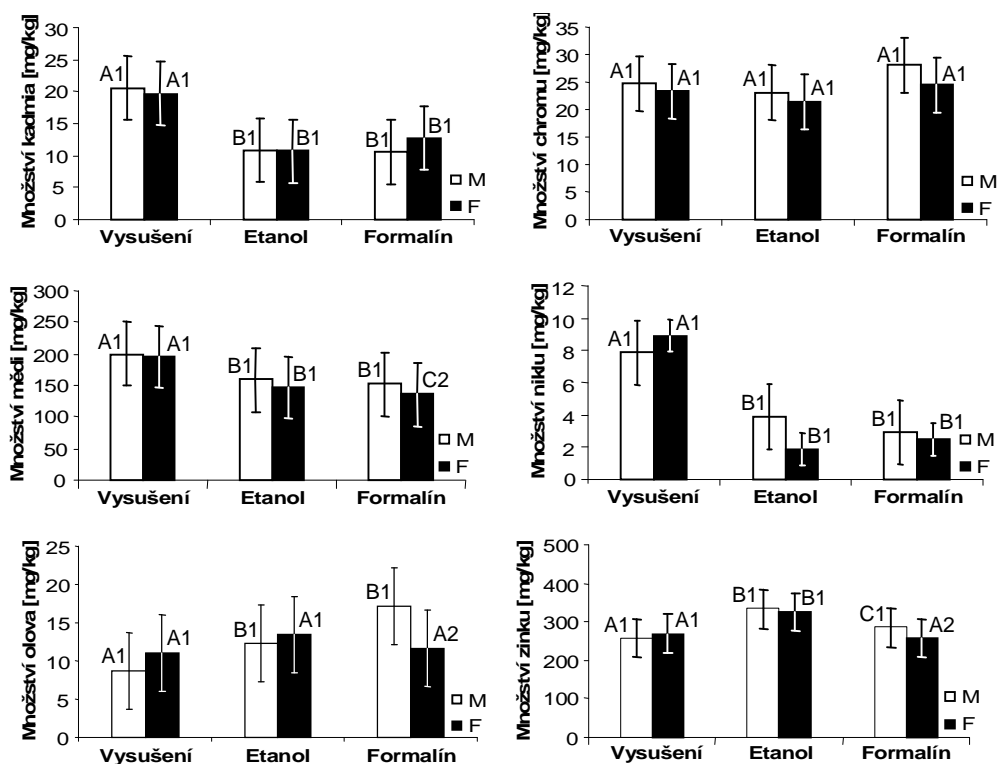 Množství kadmia [mg/kg]
35
30
25
20
15
10
5
0
A1 A1
B1 B1
B1 B1
M
F
Vysušení Etanol Formalín
Množství chromu [mg/kg]
35
30
25
20
15
10
5
0
A1 A1
A1 A1
A1 A1
M
F
Vysušení Etanol Formalín
Množství mědi [mg/kg]
300
250
200
150
100
50
0
A1 A1
B1 B1
B1 C2
M
F
Vysušení Etanol Formalín
Množství niklu [mg/kg]
12
10
8
6
4
2
0
A1 A1
B1 B1
B1 B1
M
F
Vysušení Etanol Formalín
Množství olova [mg/kg]
25
20
15
10
5
0
A1 A1
B1 A1
B1 A2
M
F
Vysušení Etanol Formalín
Množství zinku [mg/kg]
500
400
300
200
100
0
A1 A1
B1 B1
C1 A2
M
F
Vysušení Etanol Formalín